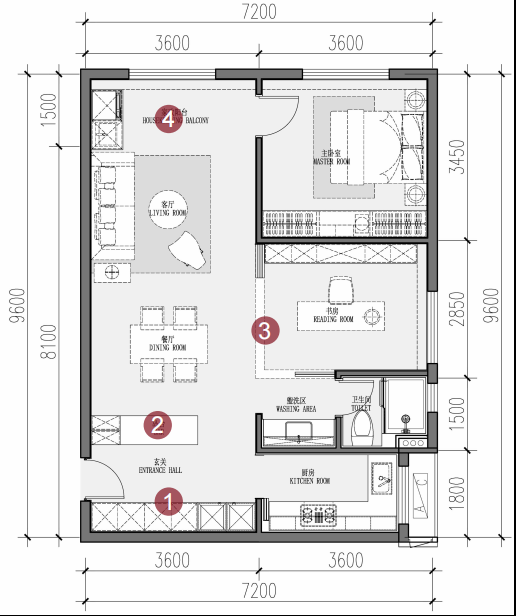 7200
3600 3600
1500
8100
9600
3450
2850
1500
1800
9600
4
BALCONY
主卧室
MASTER ROOM
客厅
LIVING ROOM
书房
READING ROOM
3
餐厅
DINING ROOM
盥洗区
WASHING AREA
卫生间
TOILET
2
玄关
ENTRANCE HALL
厨房
KITCHEN ROOM
A/C
1
3600 3600
7200